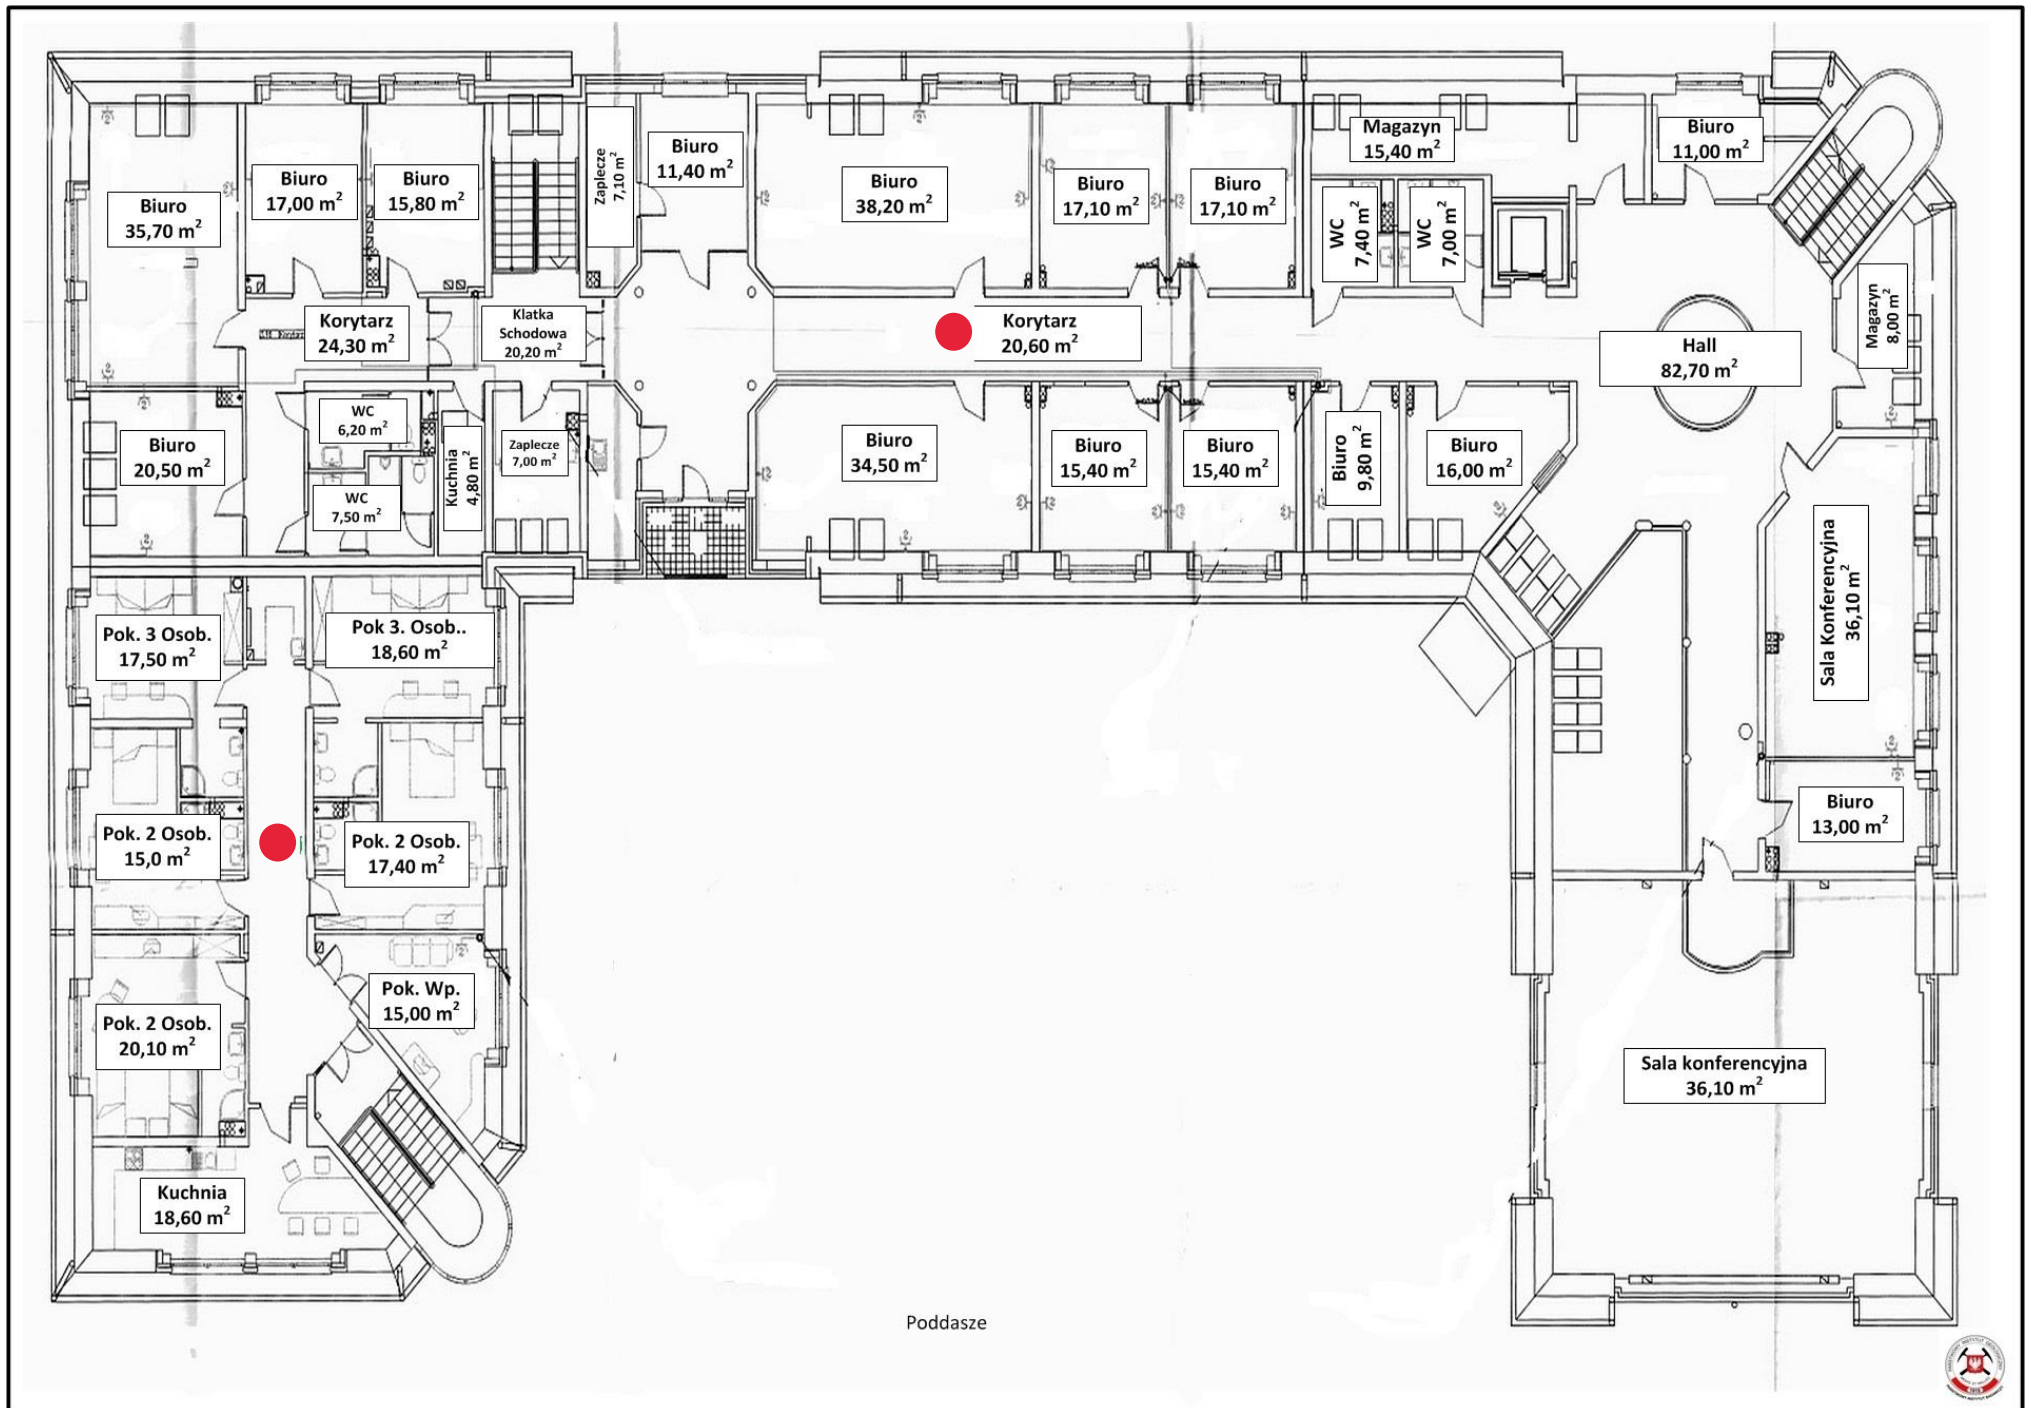 Biuro
35,70 m²
Biuro
17,00 m²
Biuro
15,80 m²
Zaplecze
7,10 m²
Biuro
11,40 m²
Biuro
38,20 m²
Biuro
17,10 m²
Biuro
17,10 m²
Magazyn
15,40 m²
Biuro
11,00 m²
WC
7,40 m²
WC
7,00 m²
Korytarz
24,30 m²
Klatka
Schodowa
20,20 m²
Korytarz
20,60 m²
Hall
82,70 m²
Magazyn
8,00 m²
Biuro
20,50 m²
WC
6,20 m²
WC
7,50 m²
Kuchnia
4,80 m²
Zaplecze
7,00 m²
Biuro
34,50 m²
Biuro
15,40 m²
Biuro
15,40 m²
Biuro
9,80 m²
Biuro
16,00 m²
Sala Konferencyjna
36,10 m²
Pok. 3 Osob.
17,50 m²
Pok 3. Osob..
18,60 m²
Pok. 2 Osob.
15,0 m²
Pok. 2 Osob.
17,40 m²
Biuro
13,00 m²
Pok. 2 Osob.
20,10 m²
Pok. Wp.
15,00 m²
Sala konferencyjna
36,10 m²
Kuchnia
18,60 m²
Poddasze